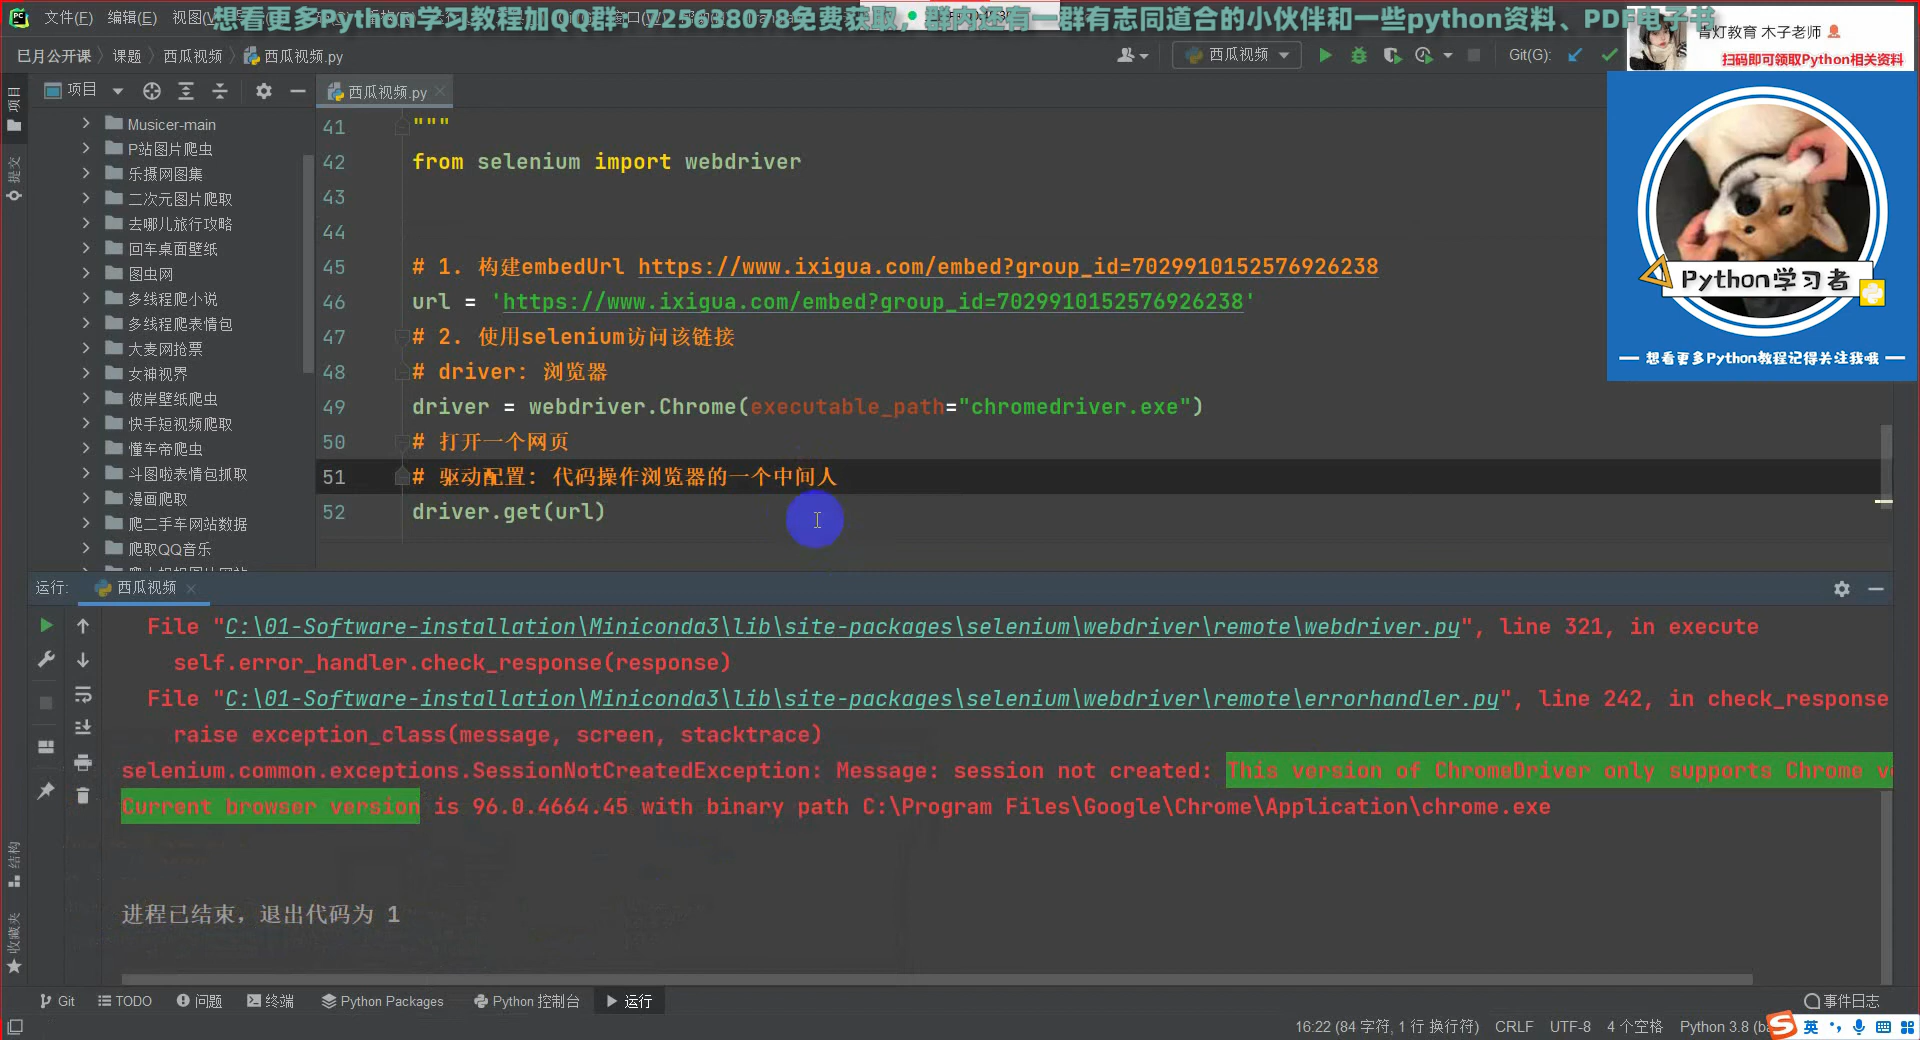 想看更多Python学习教程加QQ群：725638078免费获取，群内还有一群有志同道合的小伙伴和一些python资料、PDF电子书
文件(F) 编辑(E) 视图(V)
青灯教育 木子老师
扫码即可领取Python相关资料
巳月公开课 课题 西瓜视频 西瓜视频.py
西瓜视频
Git(G):
项目
西瓜视频.py
项目
提交
结构
收藏夹
Musicer-main
P站图片爬虫
乐摄网图集
二次元图片爬取
去哪儿旅行攻略
回车桌面壁纸
图虫网
多线程爬小说
多线程爬表情包
大麦网抢票
女神视界
彼岸壁纸爬虫
快手短视频爬取
懂车帝爬虫
斗图啦表情包抓取
漫画爬取
爬二手车网站数据
爬取QQ音乐
41 """
42 from selenium import webdriver
43
44
45 # 1. 构建embedUrl https://www.ixigua.com/embed?group_id=7029910152576926238
46 url = 'https://www.ixigua.com/embed?group_id=7029910152576926238'
47 # 2. 使用selenium访问该链接
48 # driver: 浏览器
49 driver = webdriver.Chrome(executable_path="chromedriver.exe")
50 # 打开一个网页
51 # 驱动配置: 代码操作浏览器的一个中间人
52 driver.get(url)
Python学习者
想看更多Python教程记得关注我哦
运行: 西瓜视频
File "C:\01-Software-installation\Miniconda3\lib\site-packages\selenium\webdriver\remote\webdriver.py", line 321, in execute
self.error_handler.check_response(response)
File "C:\01-Software-installation\Miniconda3\lib\site-packages\selenium\webdriver\remote\errorhandler.py", line 242, in check_response
raise exception_class(message, screen, stacktrace)
selenium.common.exceptions.SessionNotCreatedException: Message: session not created: This version of ChromeDriver only supports Chrome v
Current browser version is 96.0.4664.45 with binary path C:\Program Files\Google\Chrome\Application\chrome.exe
进程已结束，退出代码为 1
Git TODO 问题 终端 Python Packages Python 控制台 运行
事件日志
16:22 (84 字符, 1 行 换行符) CRLF UTF-8 4 个空格 Python 3.8 (ba
英